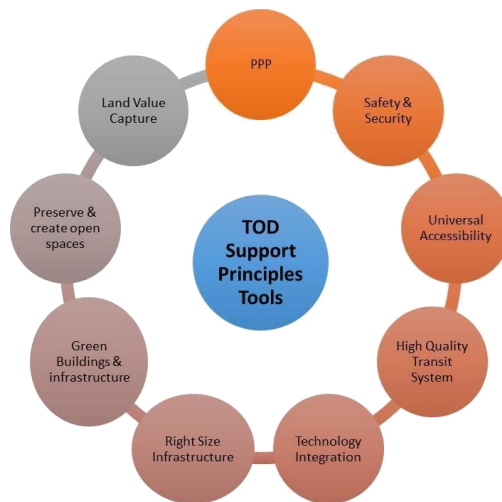 PPP
Safety &
Security
Universal
Accessibility
High Quality
Transit
System
Technology
Integration
Right Size
Infrastructure
Green
Buildings &
infrastructure
Preserve &
create open
spaces
Land Value
Capture
TOD
Support
Principles
Tools